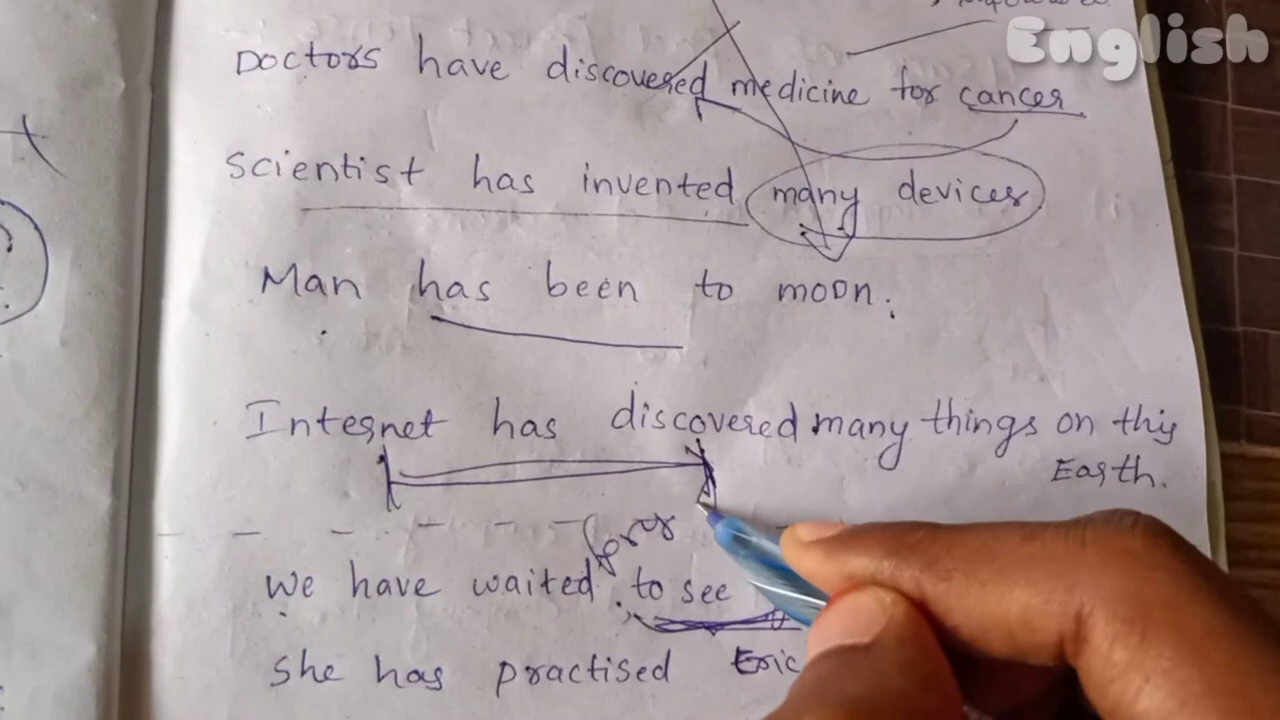 English
Doctors have discovered medicine for cancer
Scientist has invented many devices
Man has been to moon.
Internet has discovered many things on this
Earth.
We have waited to see
She has practised